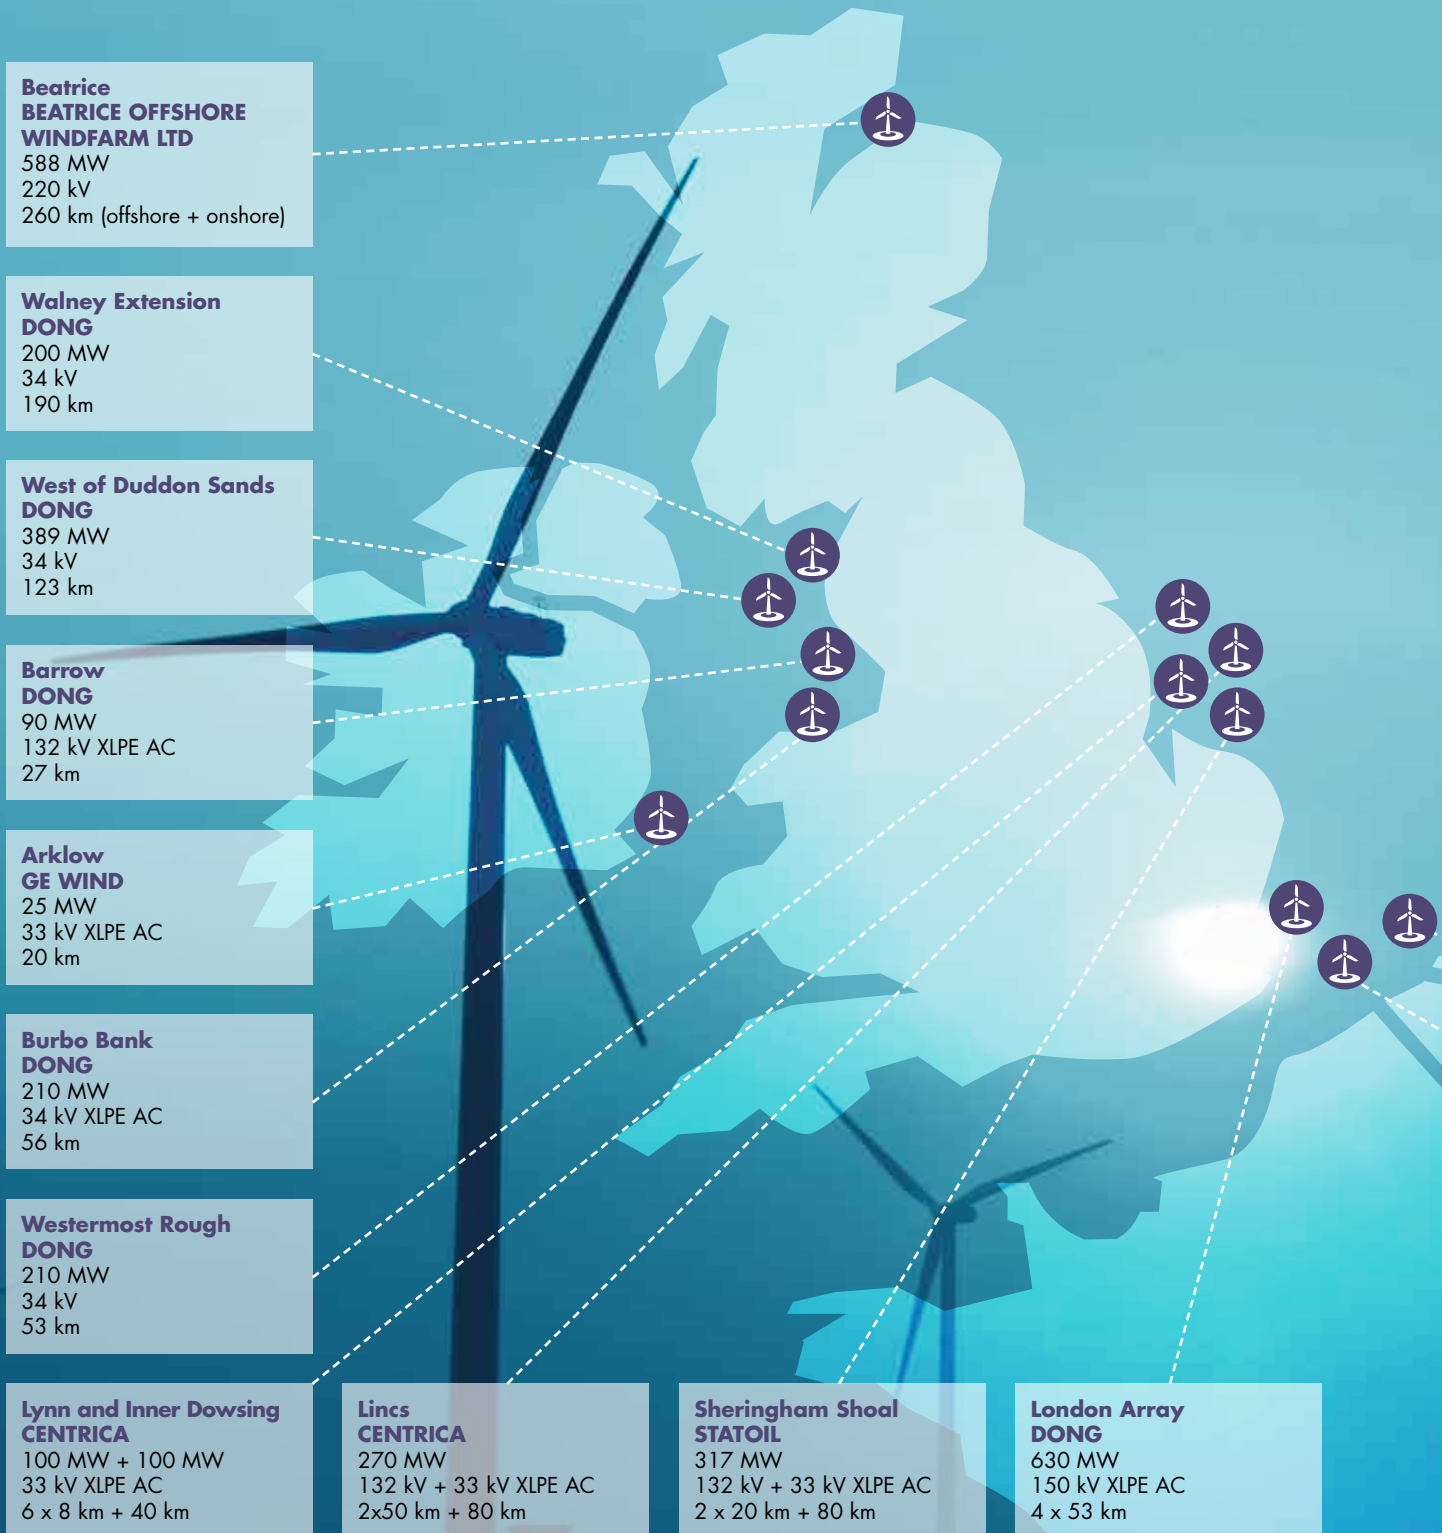 Beatrice
BEATRICE OFFSHORE
WINDFARM LTD
588 MW
220 kV
260 km (offshore + onshore)
Walney Extension
DONG
200 MW
34 kV
190 km
West of Duddon Sands
DONG
389 MW
34 kV
123 km
Barrow
DONG
90 MW
132 kV XLPE AC
27 km
Arklow
GE WIND
25 MW
33 kV XLPE AC
20 km
Burbo Bank
DONG
210 MW
34 kV XLPE AC
56 km
Westermost Rough
DONG
210 MW
34 kV
53 km
Lynn and Inner Dowsing
CENTRICA
100 MW + 100 MW
33 kV XLPE AC
6 x 8 km + 40 km
Lincs
CENTRICA
270 MW
132 kV + 33 kV XLPE AC
2x50 km + 80 km
Sheringham Shoal
STATOIL
317 MW
132 kV + 33 kV XLPE AC
2 x 20 km + 80 km
London Array
DONG
630 MW
150 kV XLPE AC
4 x 53 km